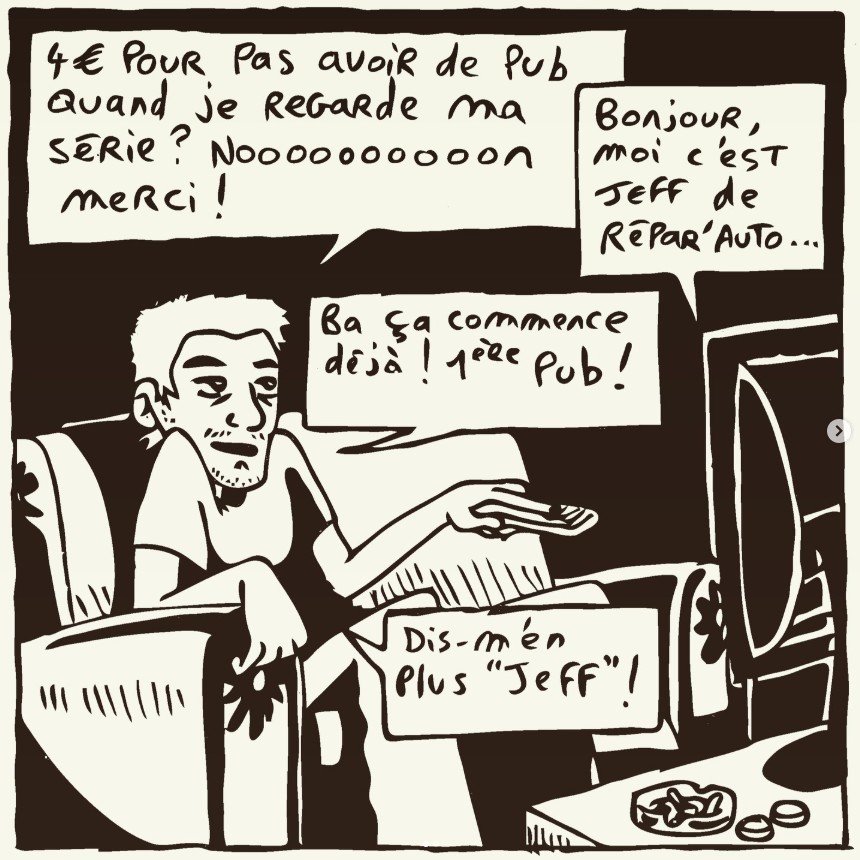 4€ POUR Pas avoiR de Pub
Quand je REGARDE ma
séRie ? Noooooooooon
meRci !
BonjouR,
moi c'est
JEFF de
RÉPAR'AUTO...
Ba ça commence
déjà ! 1ère Pub !
Dis-m'en
Plus "JeFF" !